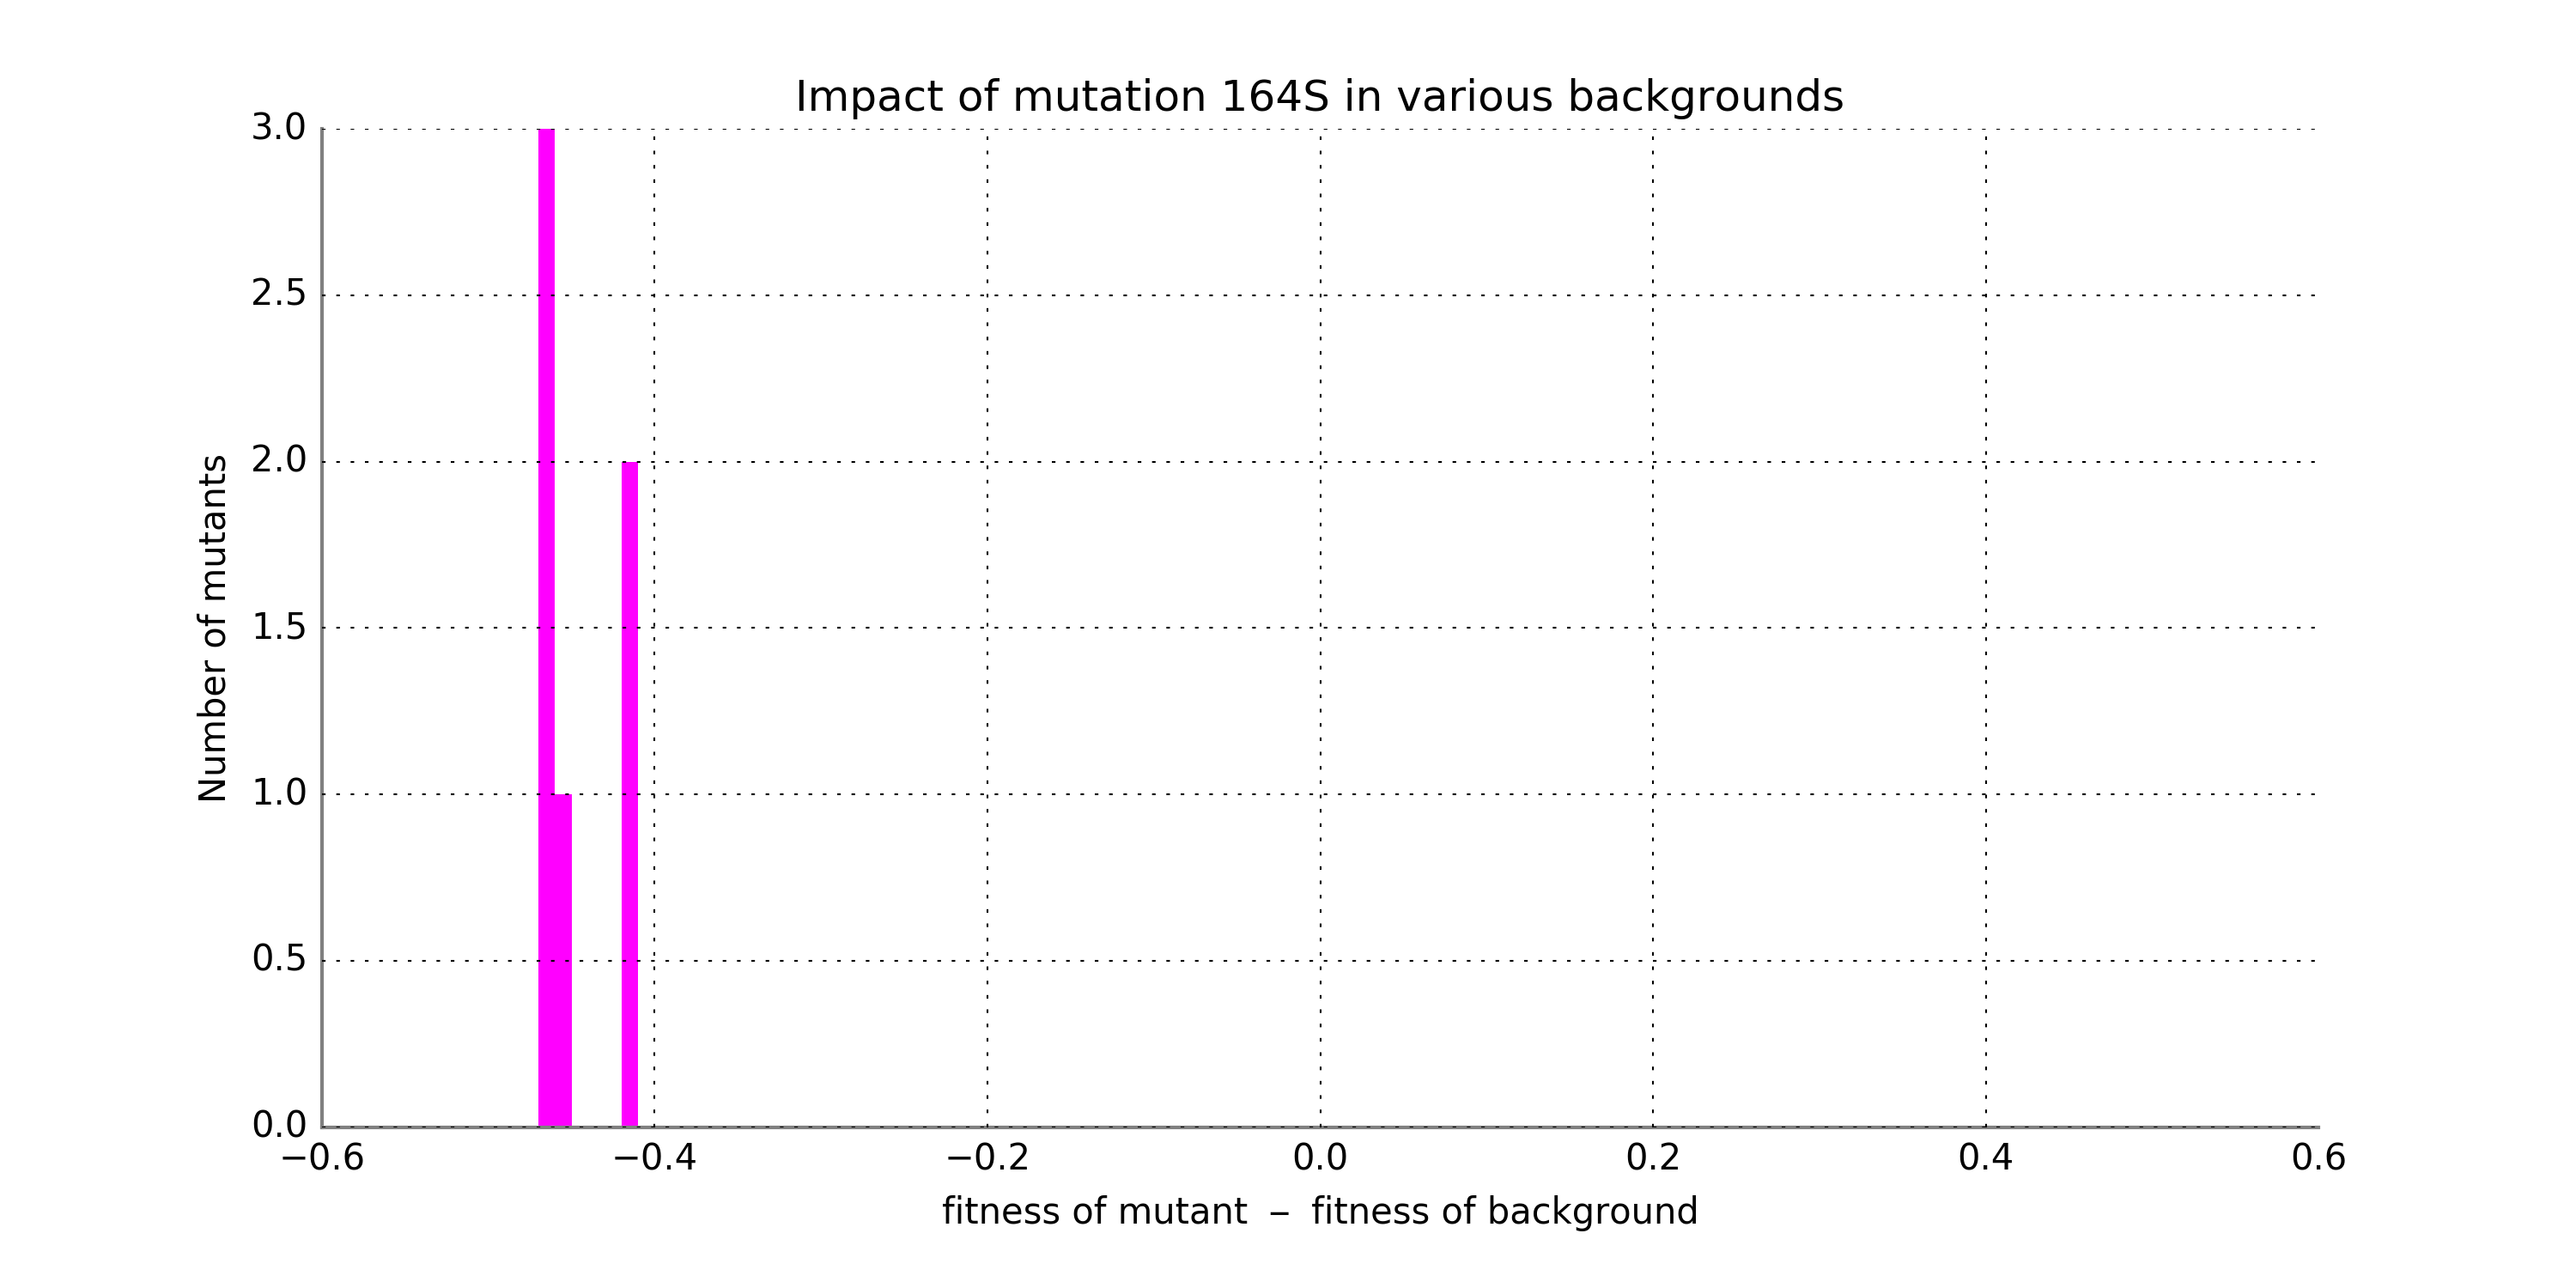 Impact of mutation 164S in various backgrounds
3.0
2.5
2.0
1.5
1.0
0.5
0.0
Number of mutants
−0.6 −0.4 −0.2 0.0 0.2 0.4 0.6
fitness of mutant − fitness of background